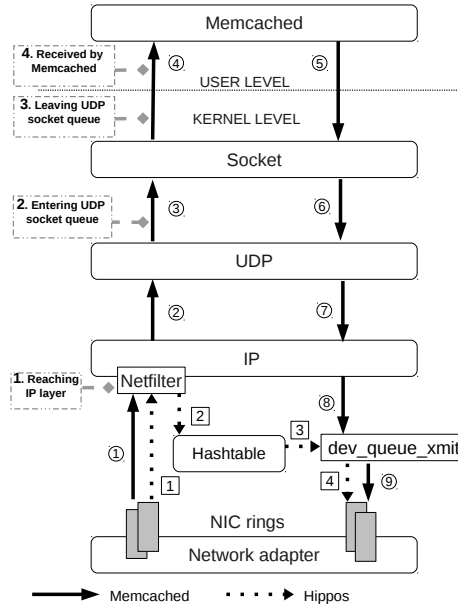 Memcached
4. Received by
Memcached
④
⑤
USER LEVEL
3. Leaving UDP
socket queue
KERNEL LEVEL
Socket
2. Entering UDP
socket queue
③
⑥
UDP
②
⑦
IP
1. Reaching
IP layer
Netfilter
⑧
2
①
Hashtable
3
dev_queue_xmit
1
4
⑨
NIC rings
Network adapter
Memcached
Hippos